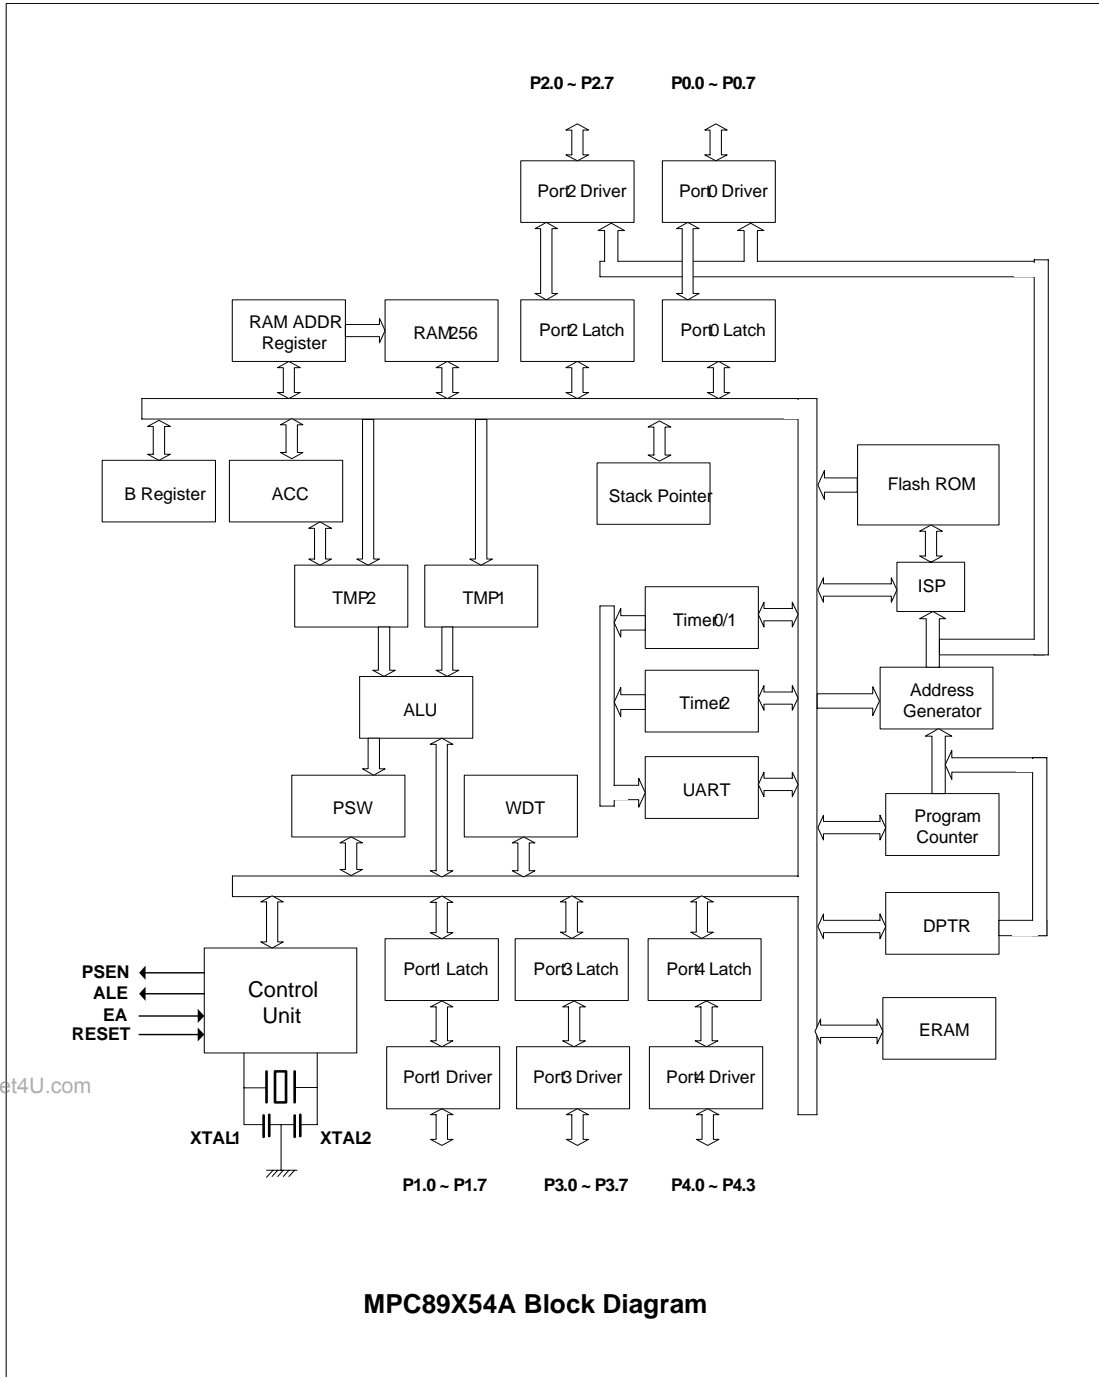 P2.0 ~ P2.7
P0.0 ~ P0.7
Port2 Driver
Port0 Driver
RAM ADDR
Register
RAM256
Port2 Latch
Port0 Latch
B Register
ACC
Stack Pointer
Flash ROM
TMP2
TMP1
ISP
Timer0/1
ALU
Timer2
Address
Generator
PSW
WDT
UART
Program
Counter
DPTR
Control
Unit
PSEN
ALE
EA
RESET
Port1 Latch
Port3 Latch
Port4 Latch
ERAM
Port1 Driver
Port3 Driver
Port4 Driver
et4U.com
XTAL1
XTAL2
P1.0 ~ P1.7
P3.0 ~ P3.7
P4.0 ~ P4.3
MPC89X54A Block Diagram